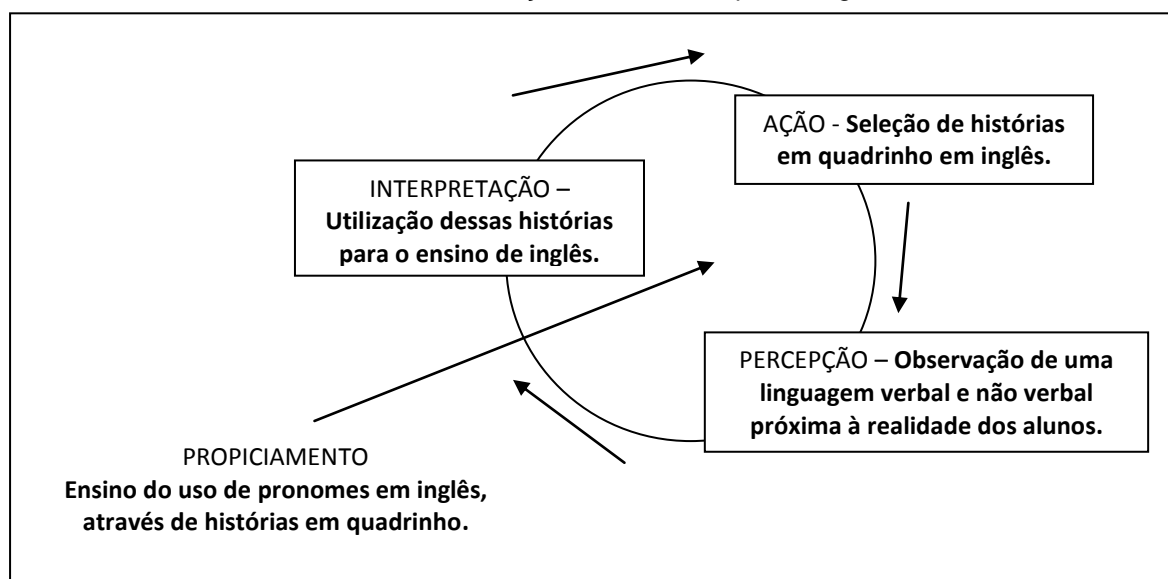 AÇÃO - Seleção de histórias
em quadrinho em inglês.
INTERPRETAÇÃO –
Utilização dessas histórias
para o ensino de inglês.
PERCEPÇÃO – Observação de uma
linguagem verbal e não verbal
próxima à realidade dos alunos.
PROPICIAMENTO
Ensino do uso de pronomes em inglês,
através de histórias em quadrinho.